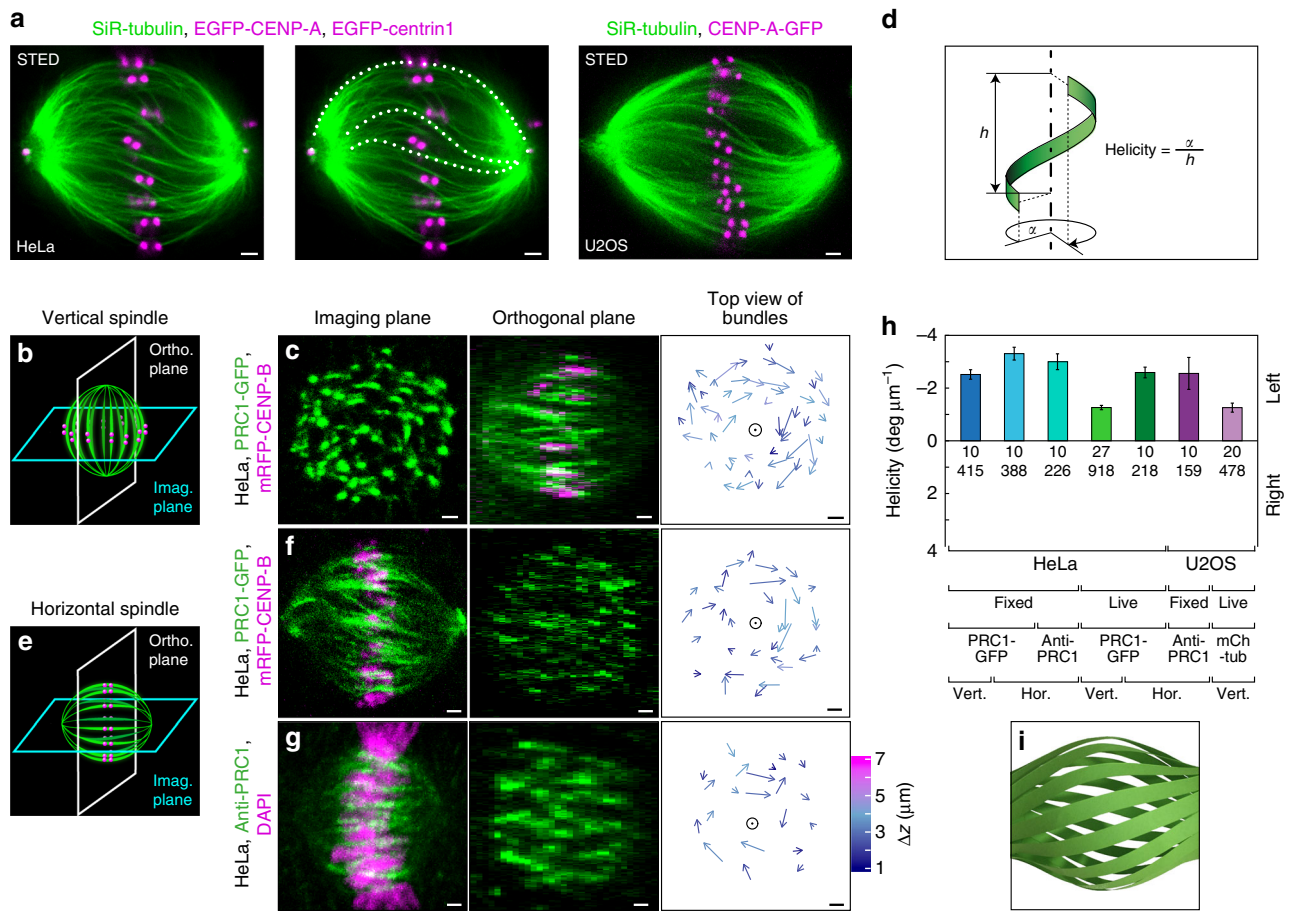 a
SiR-tubulin, EGFP-CENP-A, EGFP-centrin1
STED
HeLa
SiR-tubulin, CENP-A-GFP
STED
U2OS
d
h
Helicity = α / h
α
Vertical spindle
b
Ortho. plane
Imag. plane
Imaging plane
Orthogonal plane
Top view of bundles
HeLa, PRC1-GFP,
mRFP-CENP-B
c
Horizontal spindle
e
Ortho. plane
Imag. plane
HeLa, PRC1-GFP,
mRFP-CENP-B
f
HeLa, Anti-PRC1,
DAPI
g
7
5
3
1
Δz (μm)
h
Helicity (deg μm⁻¹)
–4
–2
0
2
4
Left
Right
10 10 10 27 10 10 20
415 388 226 918 218 159 478
HeLa U2OS
Fixed Live Fixed Live
PRC1-GFP Anti-PRC1 PRC1-GFP Anti-PRC1 mCh-tub
Vert. Hor. Vert. Hor. Vert.
i